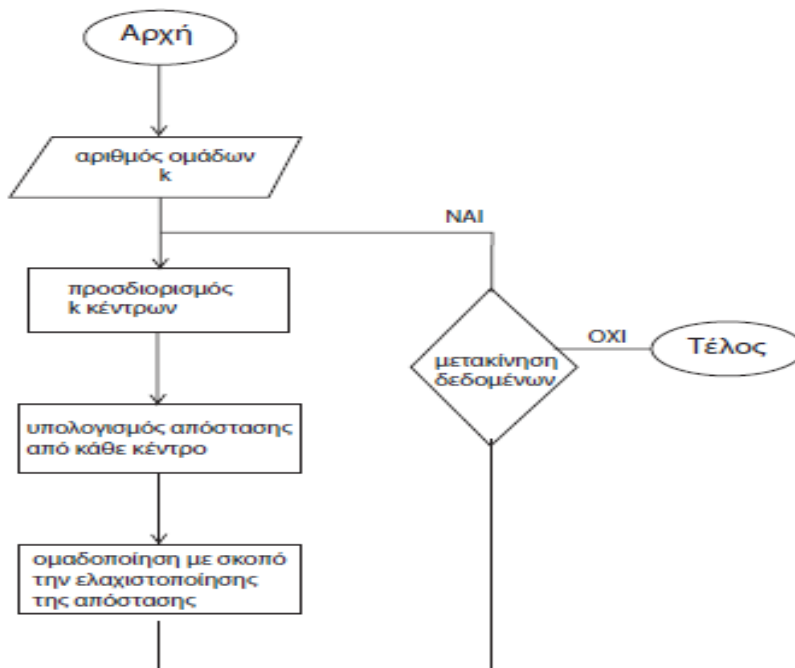 Αρχή
αριθμός ομάδων
k
ΝΑΙ
προσδιορισμός
k κέντρων
ΟΧΙ
Τέλος
μετακίνηση
δεδομένων
υπολογισμός απόστασης
από κάθε κέντρο
ομαδοποίηση με σκοπό
την ελαχιστοποίησης
της απόστασης